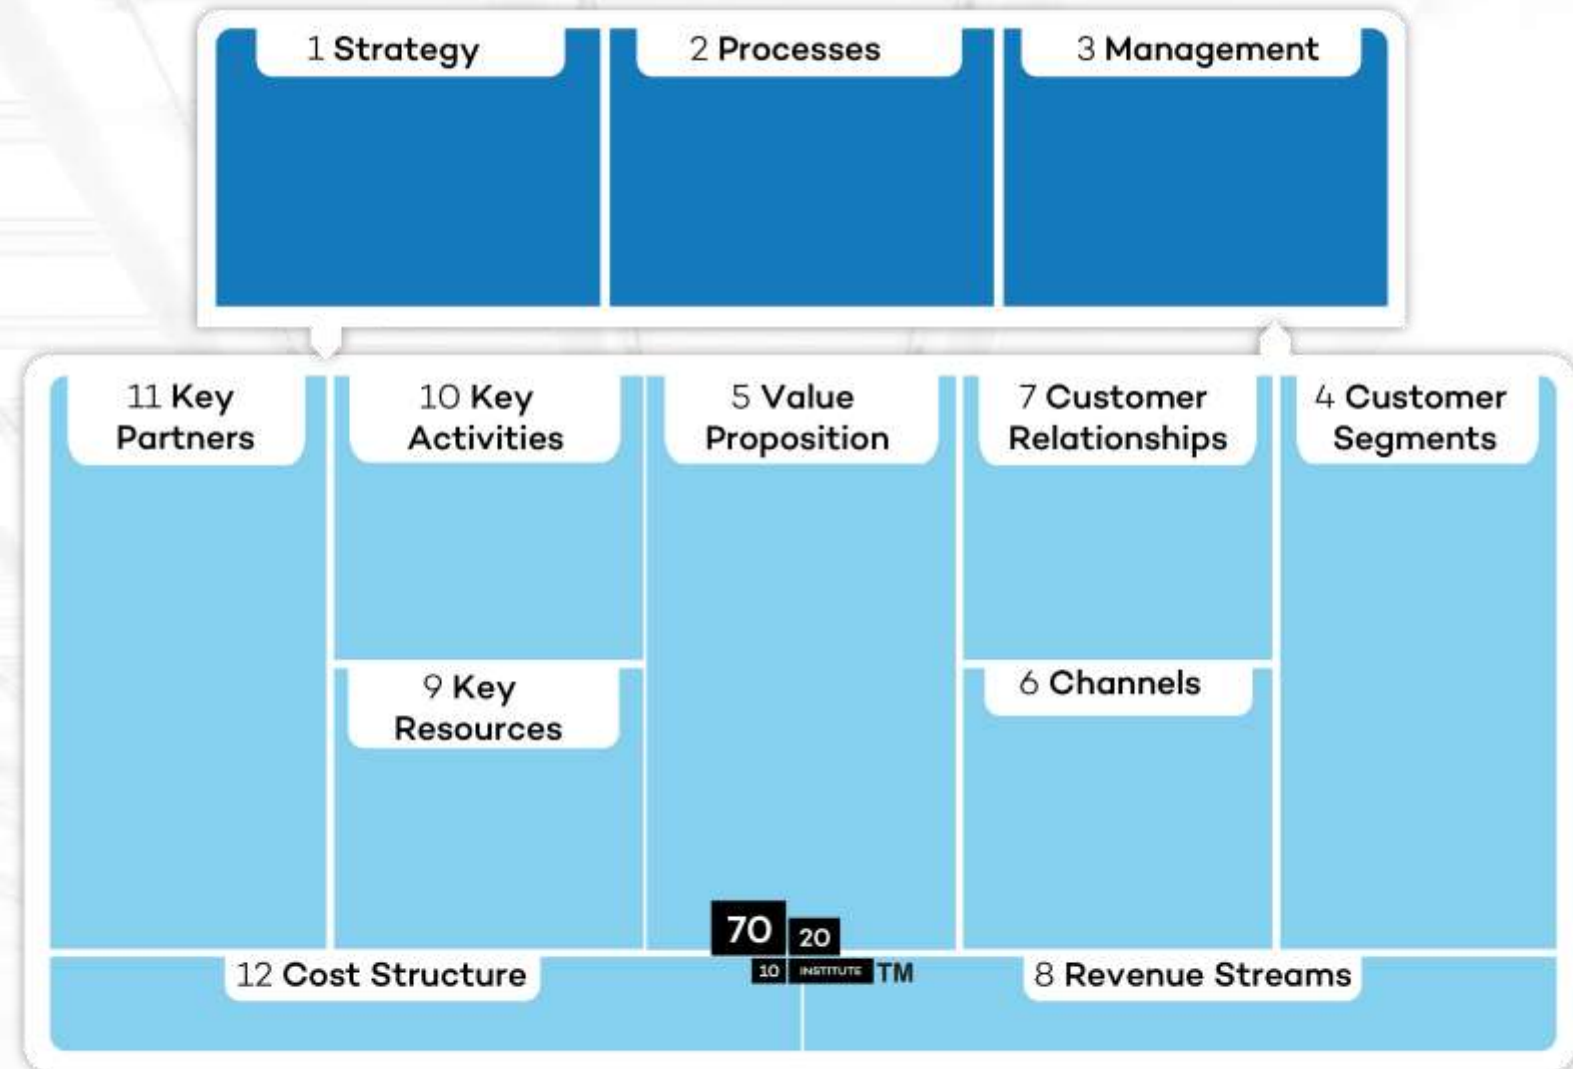 1 Strategy
2 Processes
3 Management
11 Key
Partners
10 Key
Activities
5 Value
Proposition
7 Customer
Relationships
4 Customer
Segments
9 Key
Resources
6 Channels
70
20
10
INSTITUTE
TM
12 Cost Structure
8 Revenue Streams